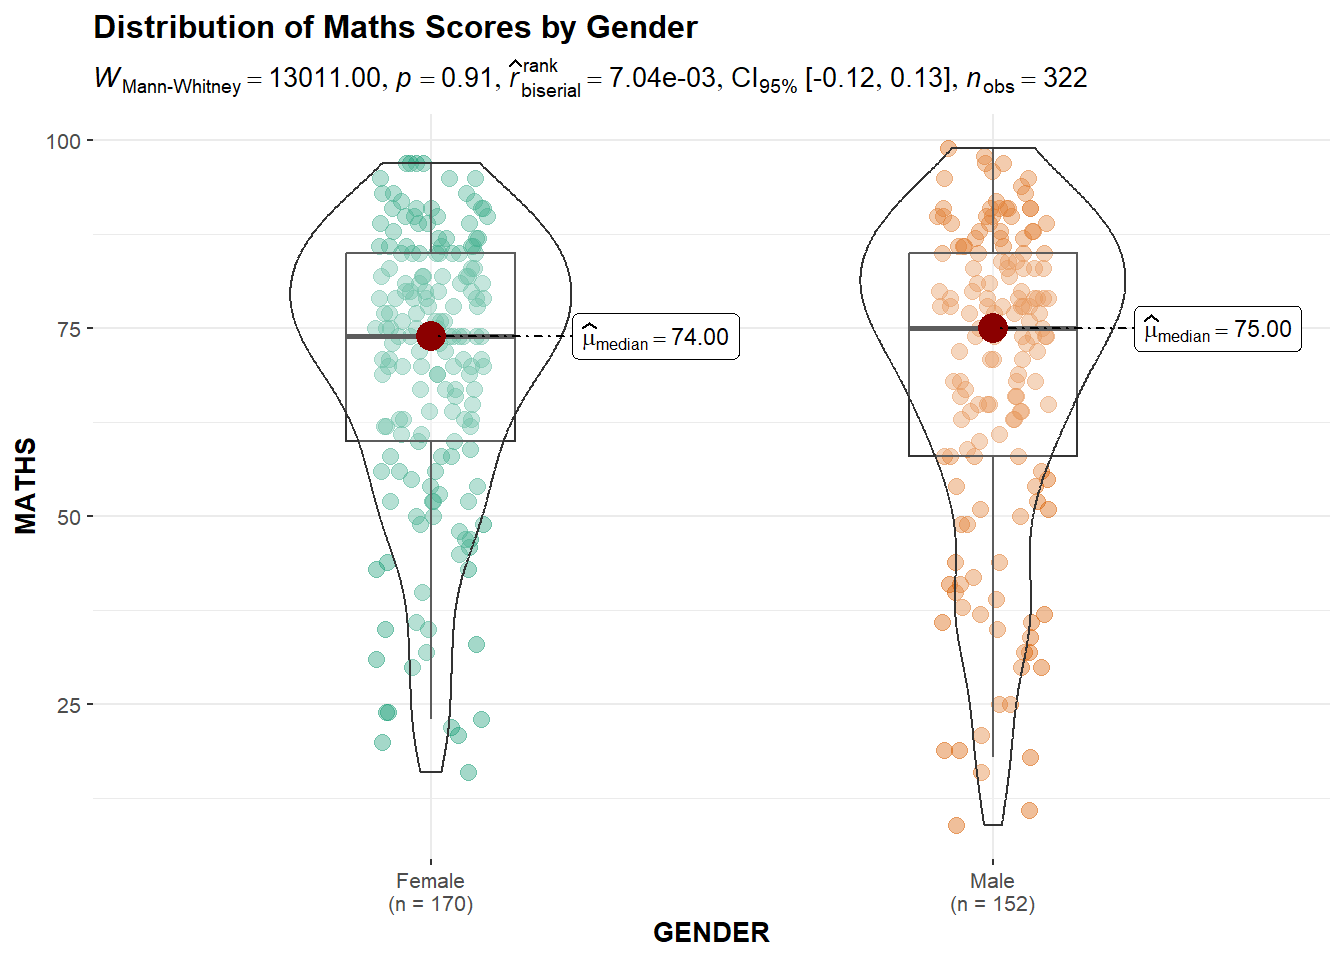 Distribution of Maths Scores by Gender
W Mann-Whitney = 13011.00, p = 0.91, r̂ rank biserial = 7.04e-03, CI 95% [-0.12, 0.13], n obs = 322
100
75
50
25
MATHS
μ̂ median = 74.00
μ̂ median = 75.00
Female
(n = 170)
Male
(n = 152)
GENDER